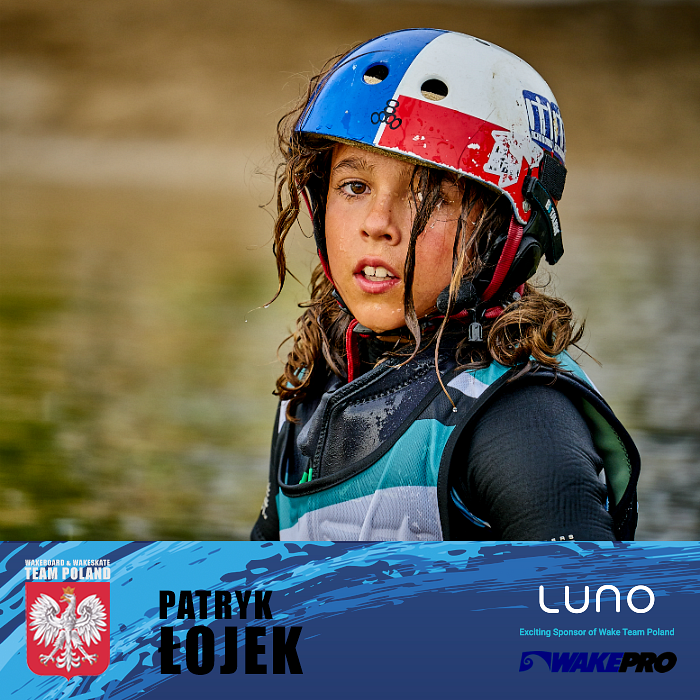 WAKEBOARD & WAKESKATE
TEAM POLAND
PATRYK
ŁOJEK
LUNO
Exciting Sponsor of Wake Team Poland
WAKEPRO